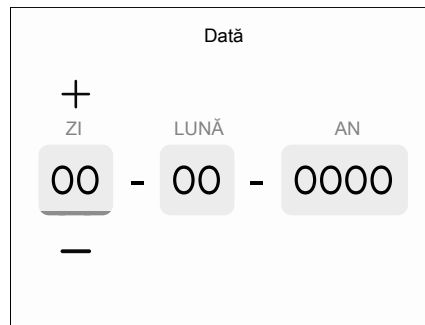 Dată
+
ZI LUNĂ AN
00 - 00 - 0000
—